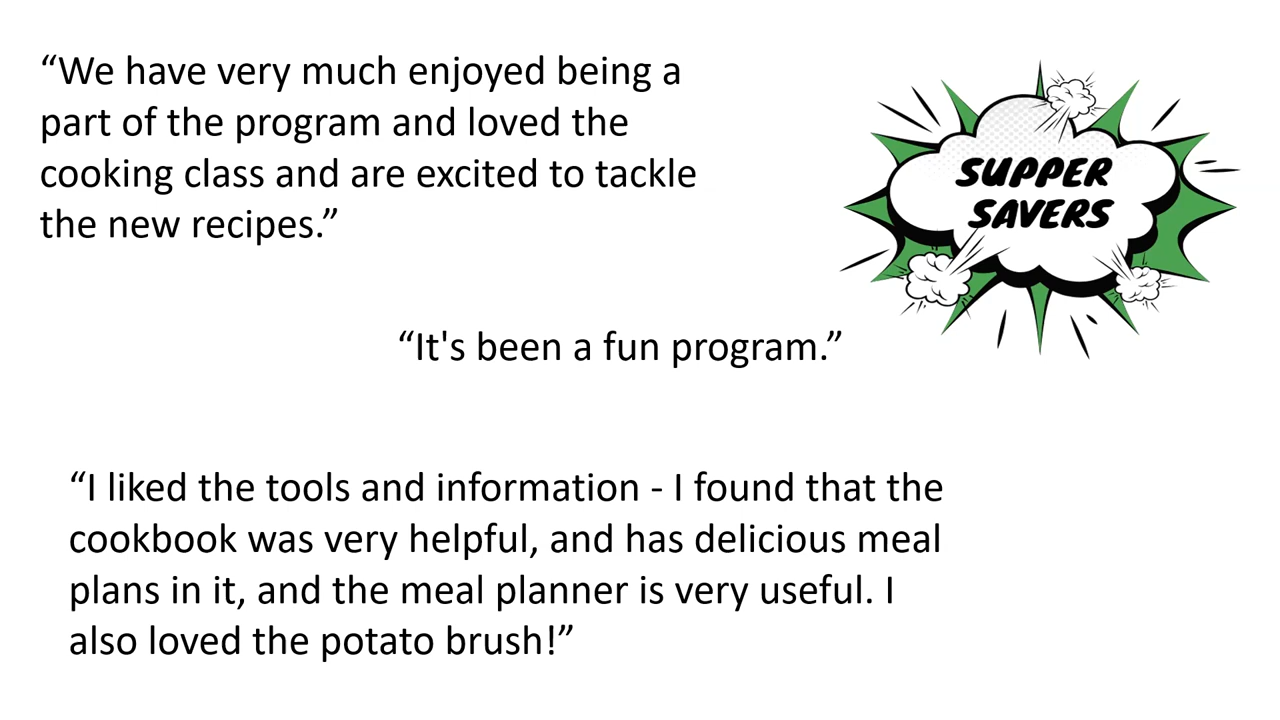 “We have very much enjoyed being a
part of the program and loved the
cooking class and are excited to tackle
the new recipes.”
SUPPER
SAVERS
“It's been a fun program.”
“I liked the tools and information - I found that the
cookbook was very helpful, and has delicious meal
plans in it, and the meal planner is very useful. I
also loved the potato brush!”